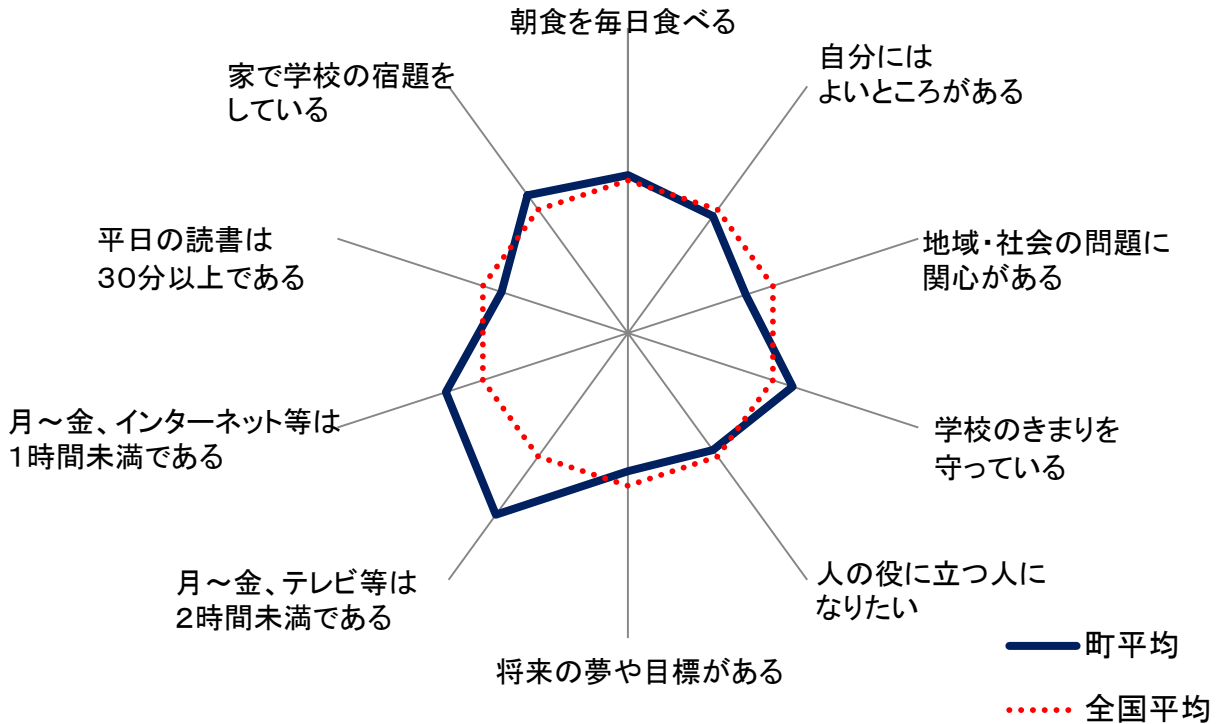 朝食を毎日食べる
自分には
よいところがある
地域・社会の問題に
関心がある
学校のきまりを
守っている
人の役に立つ人に
なりたい
将来の夢や目標がある
月～金、テレビ等は
２時間未満である
月～金、インターネット等は
１時間未満である
平日の読書は
３０分以上である
家で学校の宿題を
している
町平均
全国平均